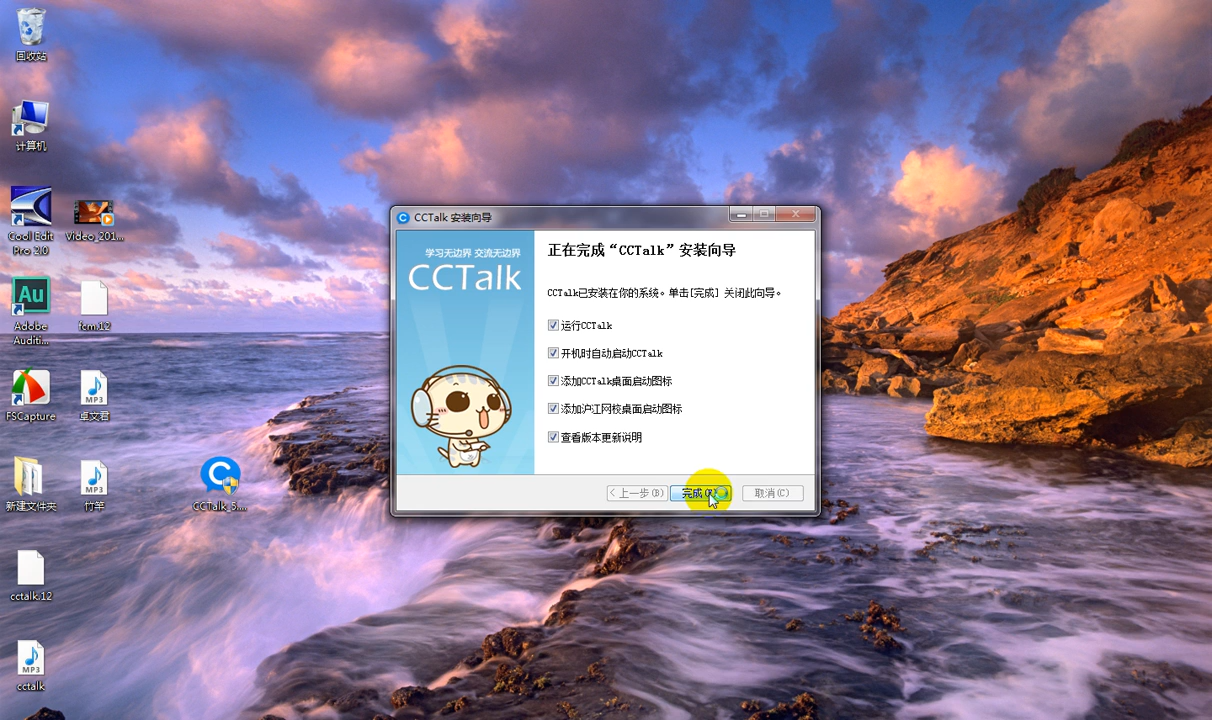 回收站
计算机
Cool Edit
Pro 2.0
Video_201...
Au
Adobe
Auditi...
fcm.12
FSCapture
MP3
卓文君
新建文件夹
MP3
竹竿
CCTalk_5....
cctalk.12
MP3
cctalk
CCTalk 安装向导
学习无边界 交流无边界
CCTalk
正在完成“CCTalk”安装向导
CCTalk已安装在你的系统。单击[完成] 关闭此向导。
运行CCTalk
开机时自动启动CCTalk
添加CCTalk桌面启动图标
添加沪江网校桌面启动图标
查看版本更新说明
< 上一步(B)
完成
取消(C)